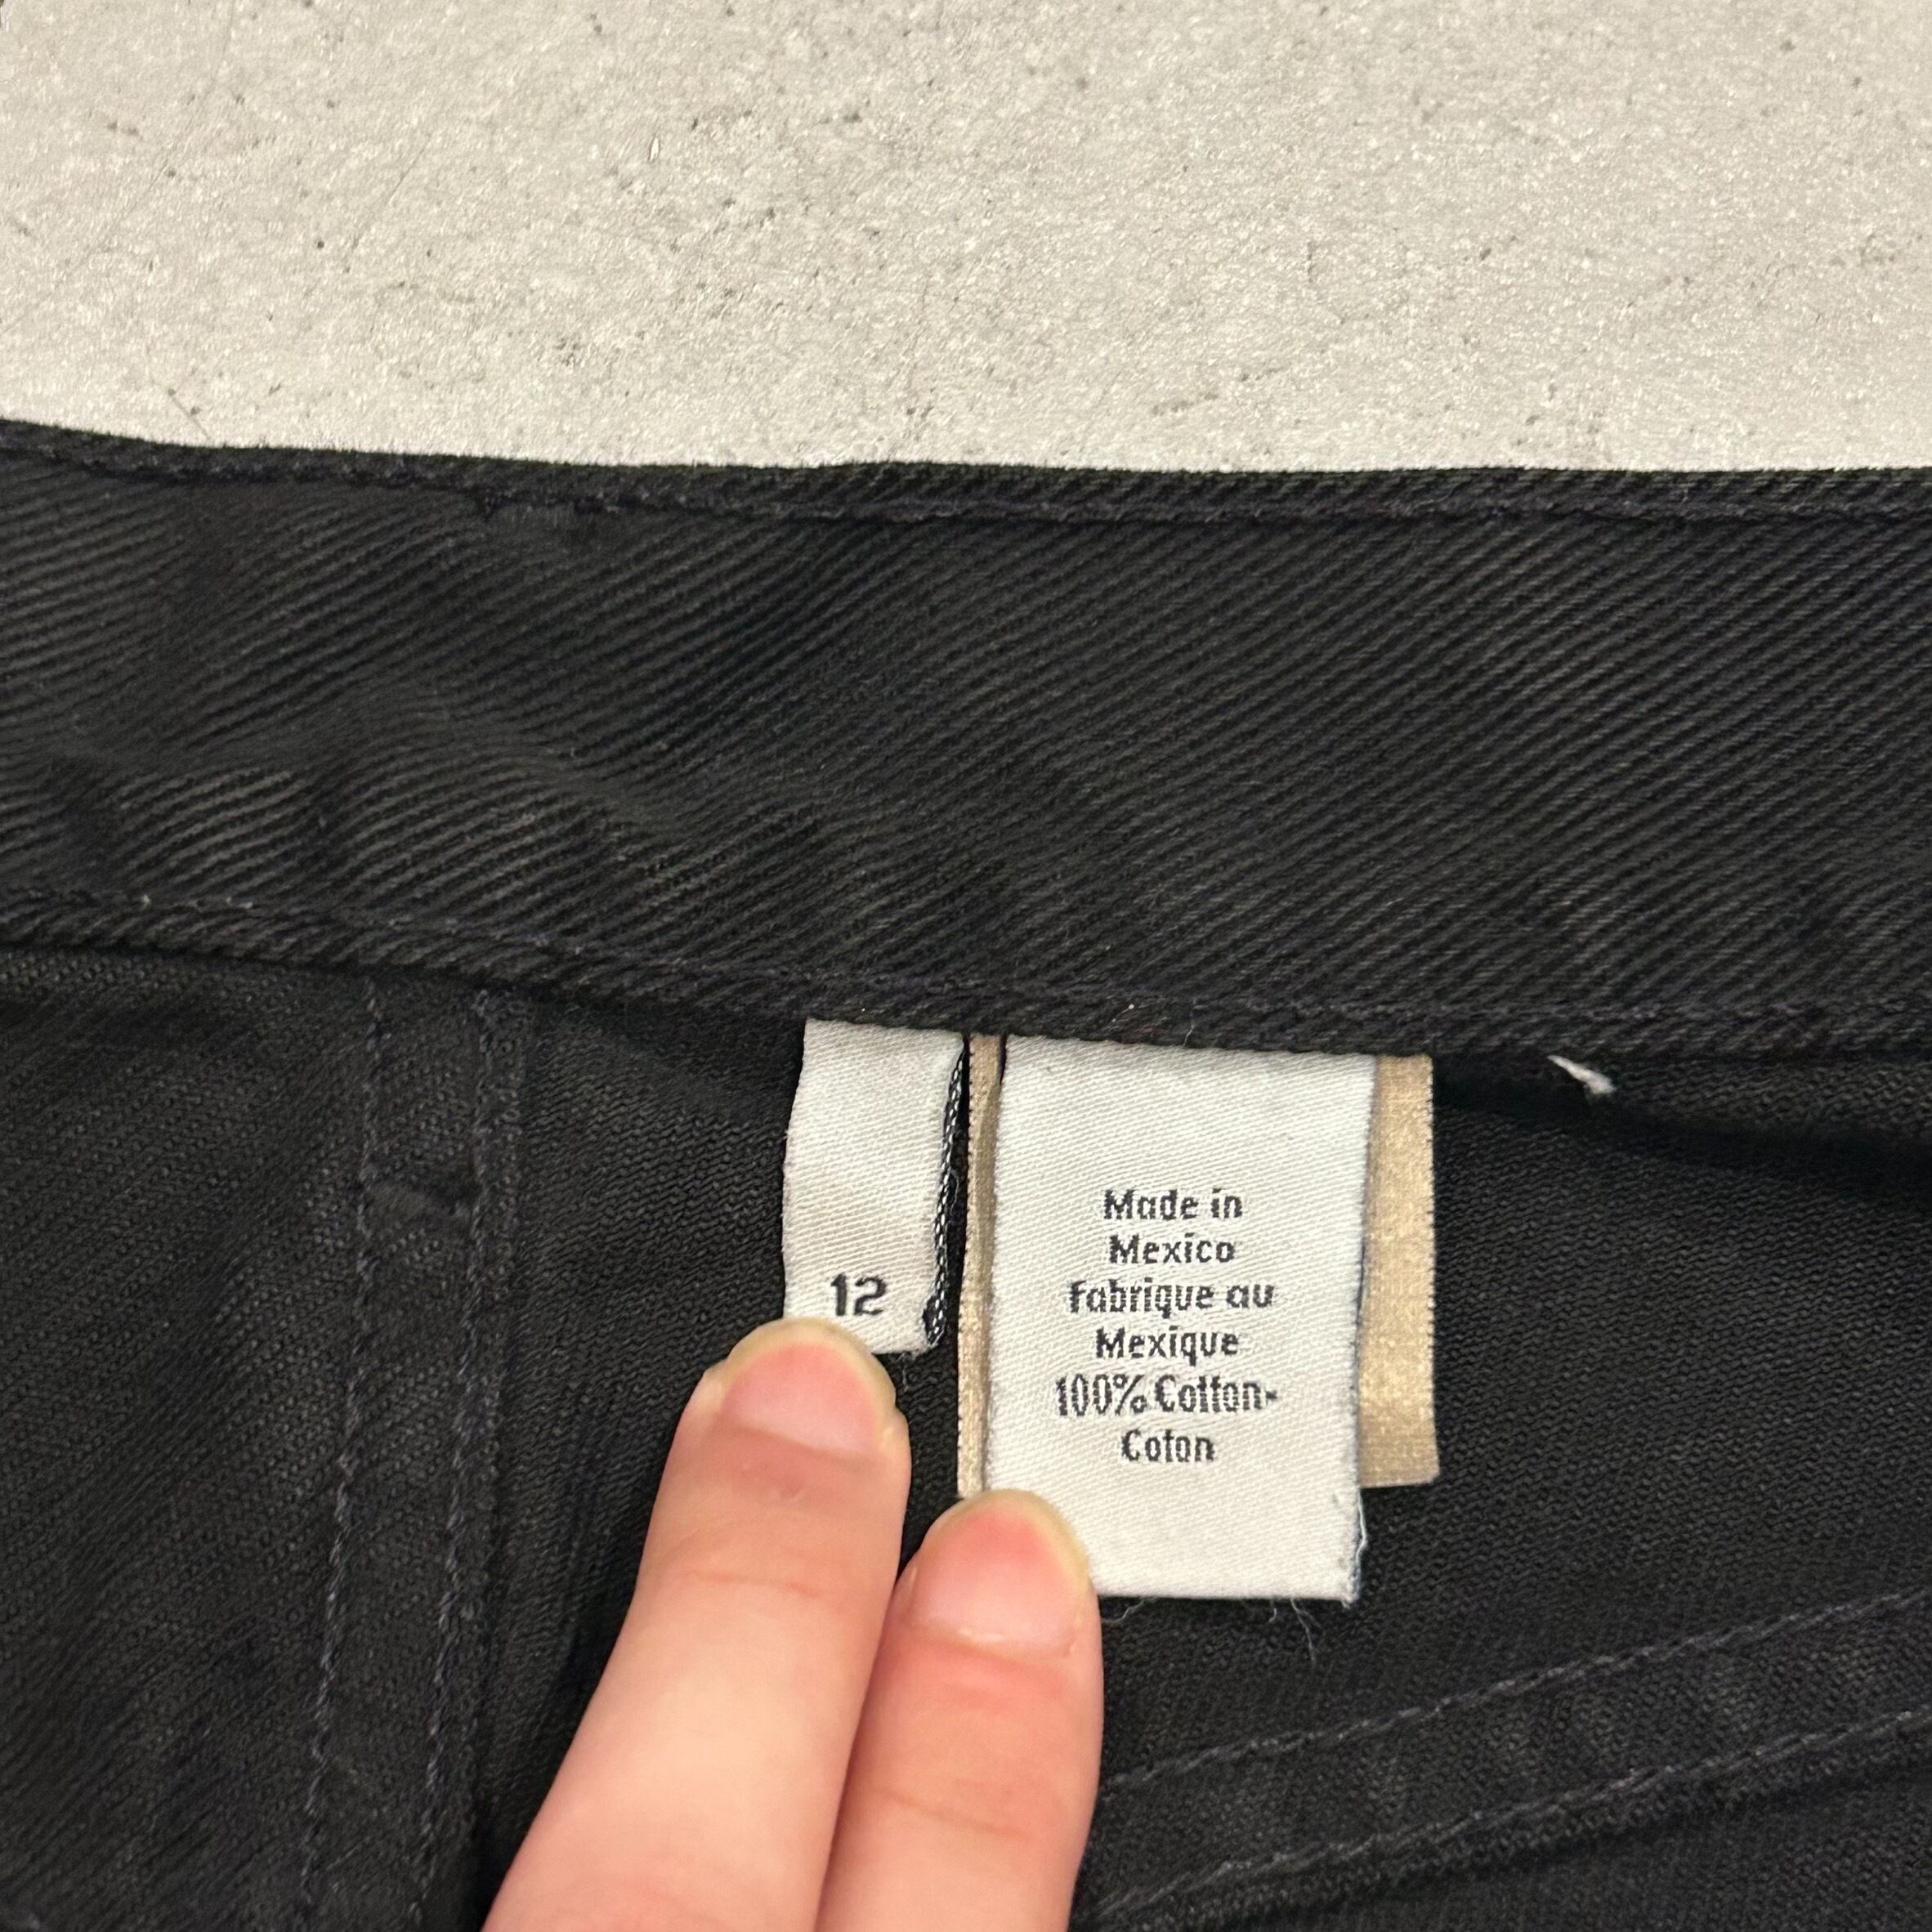 12
Made in
Mexico
Fabrique au
Mexique
100% Cotton-
Coton